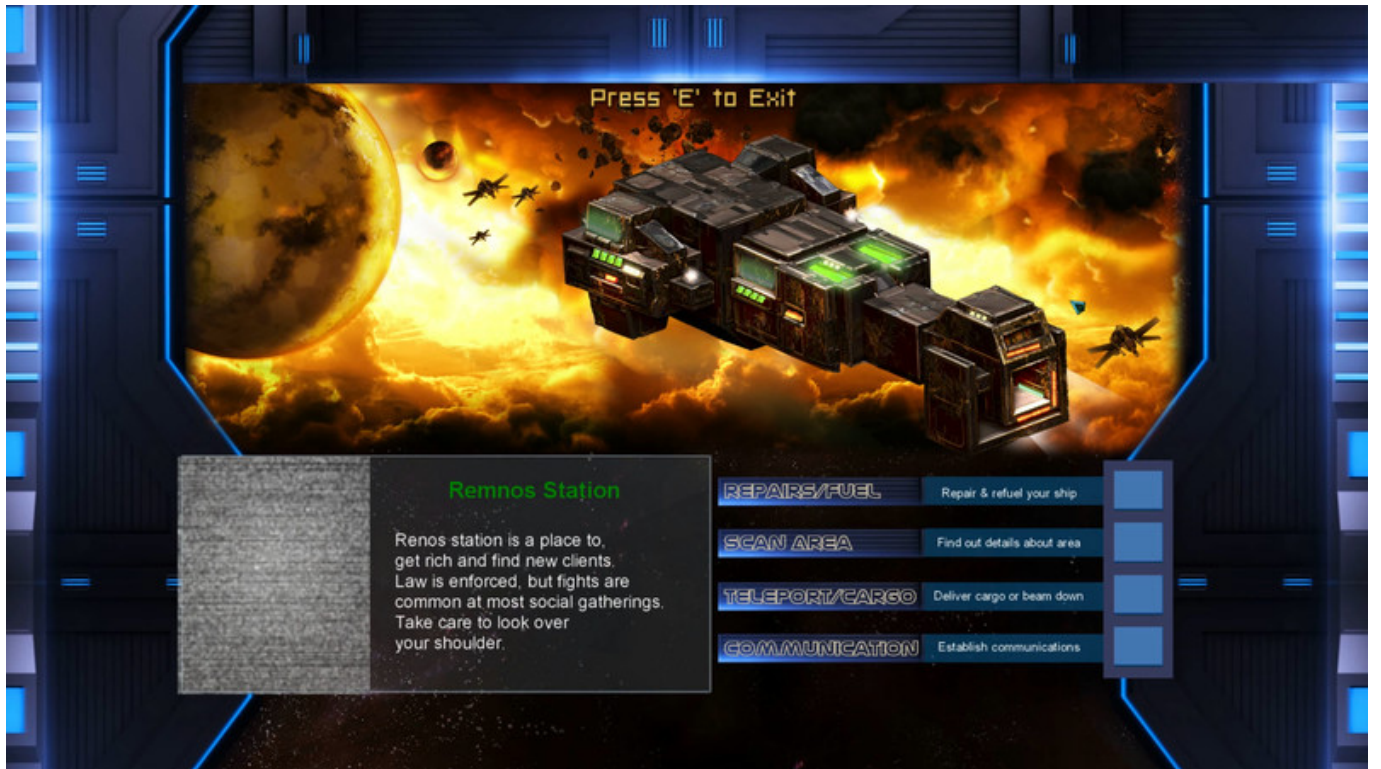 Press 'E' to Exit
Remnos Station
Renos station is a place to,
get rich and find new clients.
Law is enforced, but fights are
common at most social gatherings.
Take care to look over
your shoulder.
REPAIRS/FUEL Repair & refuel your ship
SCAN AREA Find out details about area
TELEPORT/CARGO Deliver cargo or beam down
COMMUNICATION Establish communications